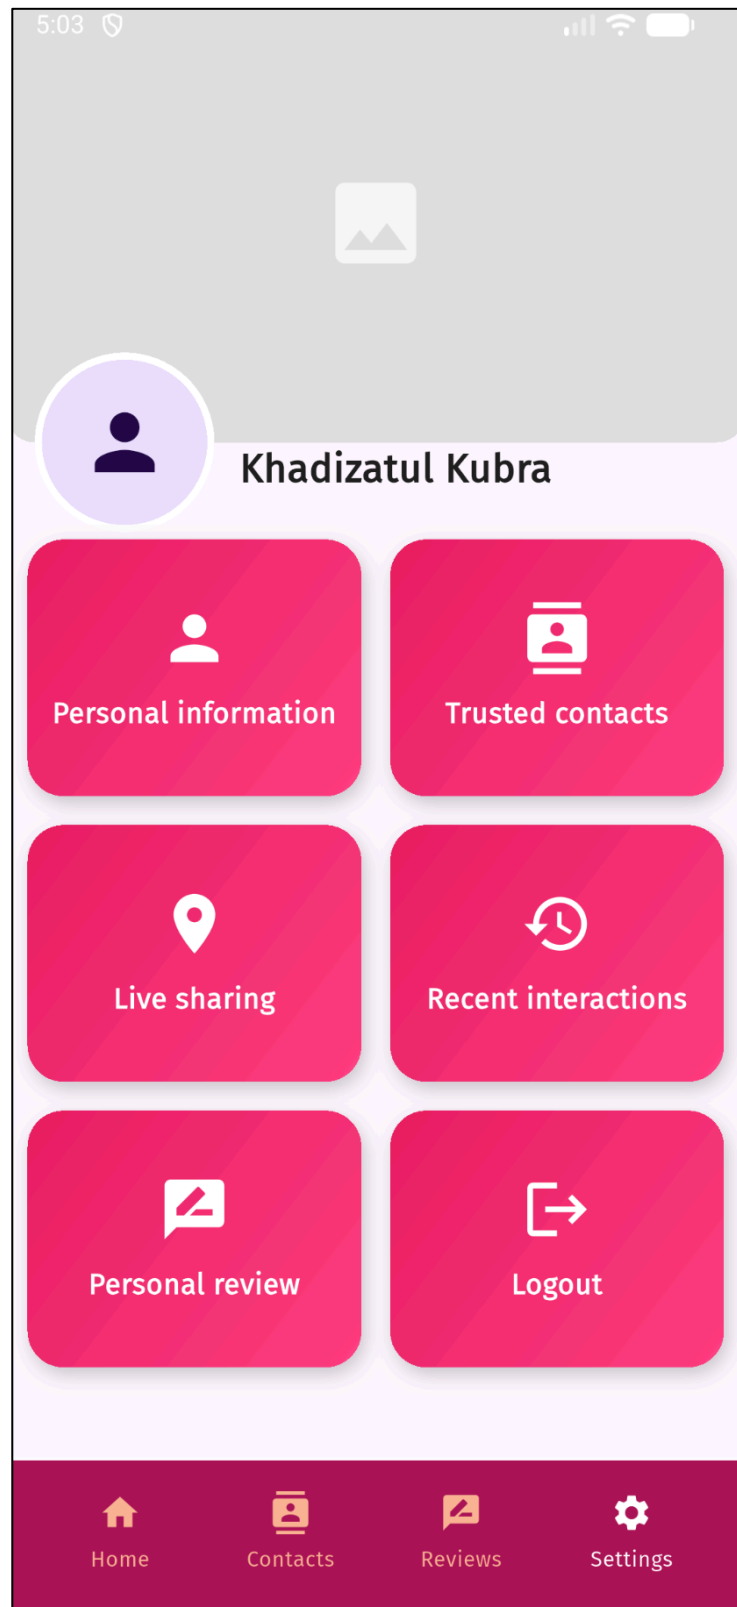 5:03
Khadizatul Kubra
Personal information
Trusted contacts
Live sharing
Recent interactions
Personal review
Logout
Home
Contacts
Reviews
Settings